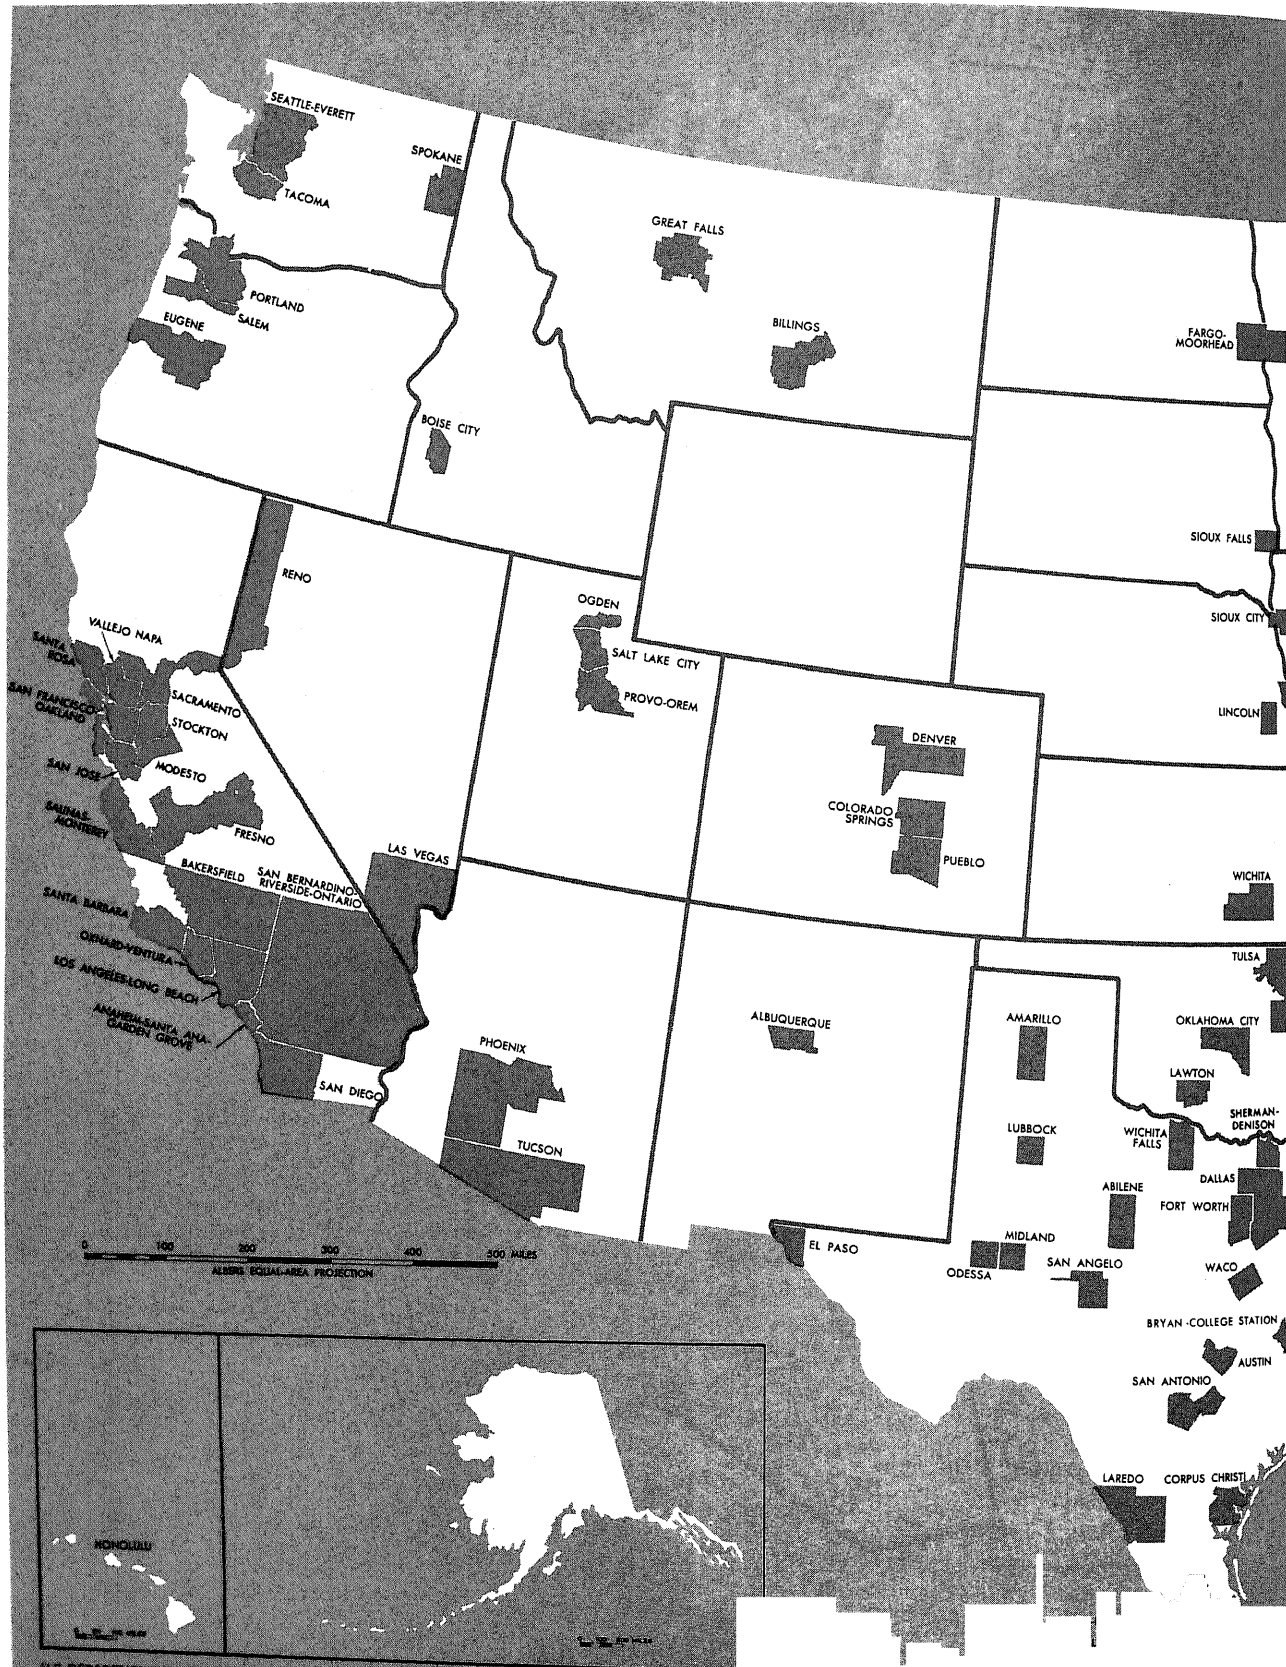 SEATTLE-EVERETT
SPOKANE
TACOMA
GREAT FALLS
PORTLAND
SALEM
EUGENE
BILLINGS
FARGO-
MOORHEAD
BOISE CITY
SIOUX FALLS
RENO
OGDEN
SIOUX CITY
VALLEJO NAPA
SANTA
ROSA
SALT LAKE CITY
SACRAMENTO
PROVO-OREM
SAN FRANCISCO-
OAKLAND
LINCOLN
STOCKTON
DENVER
SAN JOSE
MODESTO
SALINAS-
MONTEREY
COLORADO
SPRINGS
FRESNO
LAS VEGAS
PUEBLO
BAKERSFIELD
SAN BERNARDINO-
RIVERSIDE-ONTARIO
WICHITA
SANTA BARBARA
OXNARD-VENTURA
TULSA
LOS ANGELES-LONG BEACH
ANAHEIM-SANTA ANA-
GARDEN GROVE
ALBUQUERQUE
AMARILLO
OKLAHOMA CITY
PHOENIX
LAWTON
SAN DIEGO
SHERMAN-
DENISON
LUBBOCK
WICHITA
FALLS
TUCSON
DALLAS
ABILENE
FORT WORTH
0 100 200 300 400 500 MILES
ALBERS EQUAL-AREA PROJECTION
EL PASO
MIDLAND
ODESSA
SAN ANGELO
WACO
BRYAN-COLLEGE STATION
AUSTIN
SAN ANTONIO
LAREDO
CORPUS CHRISTI
HONOLULU